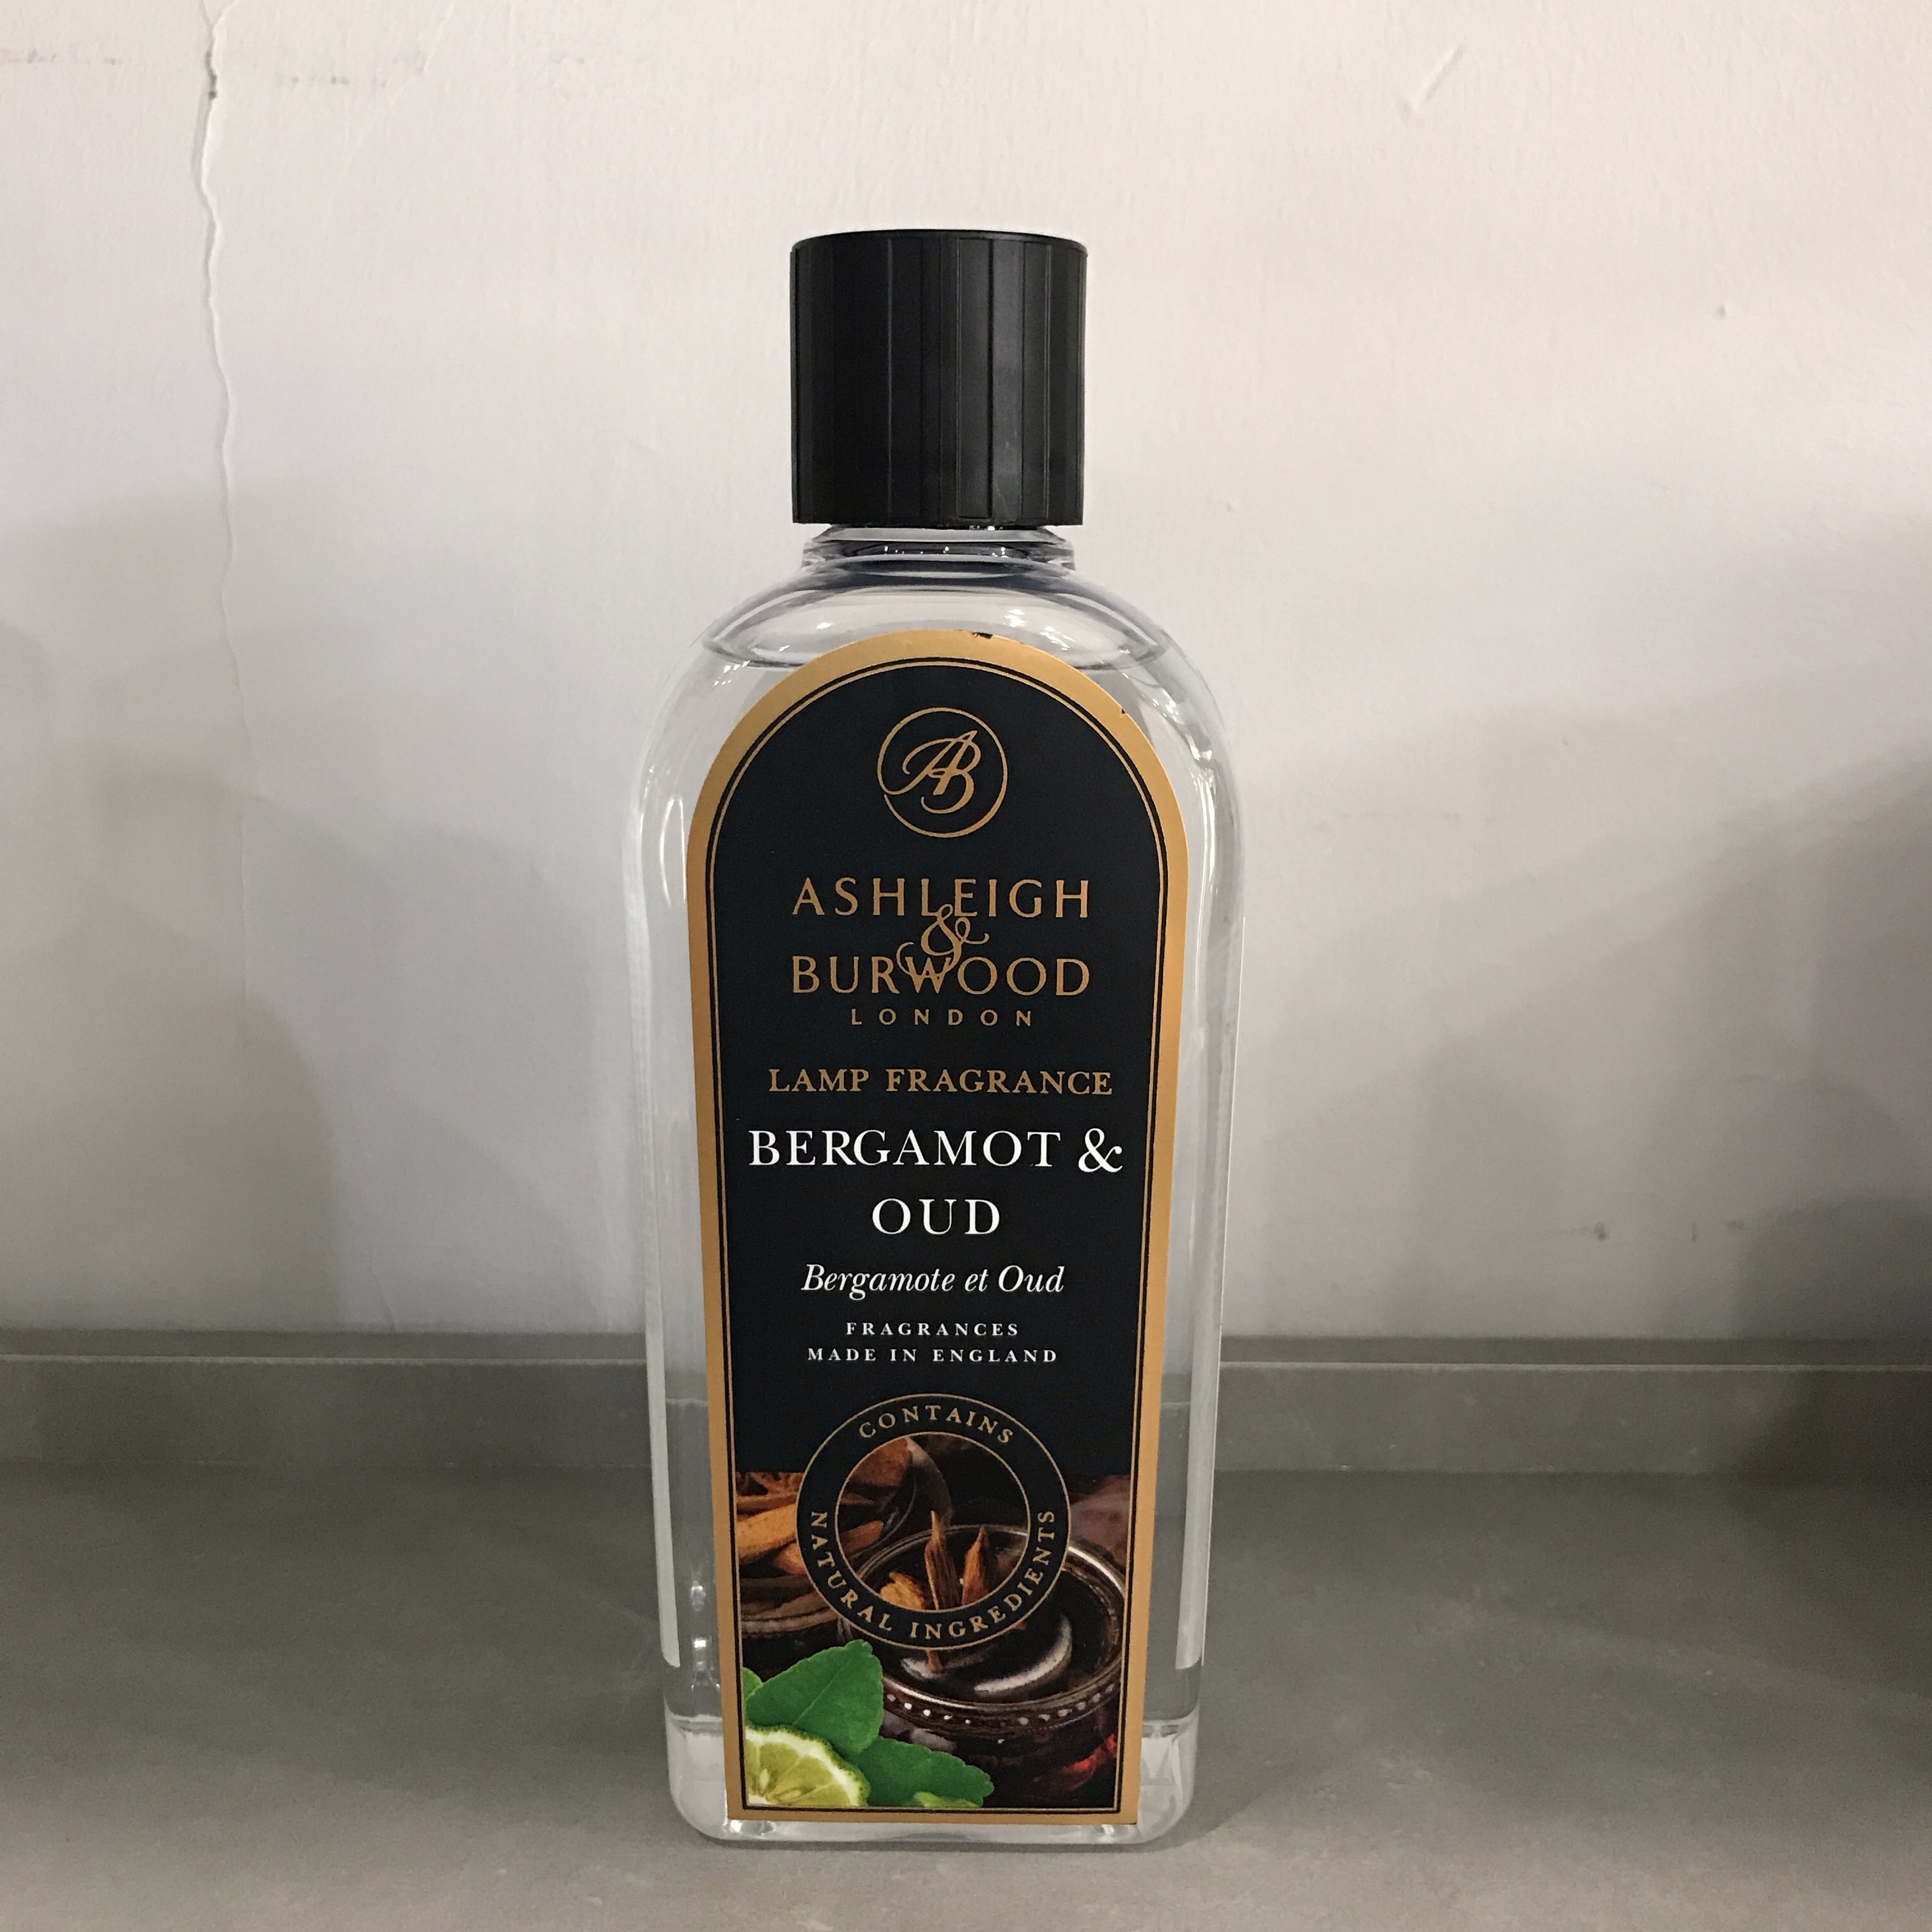 AB
ASHLEIGH
&
BURWOOD
LONDON
LAMP FRAGRANCE
BERGAMOT &
OUD
Bergamote et Oud
FRAGRANCES
MADE IN ENGLAND
CONTAINS
NATURAL INGREDIENTS